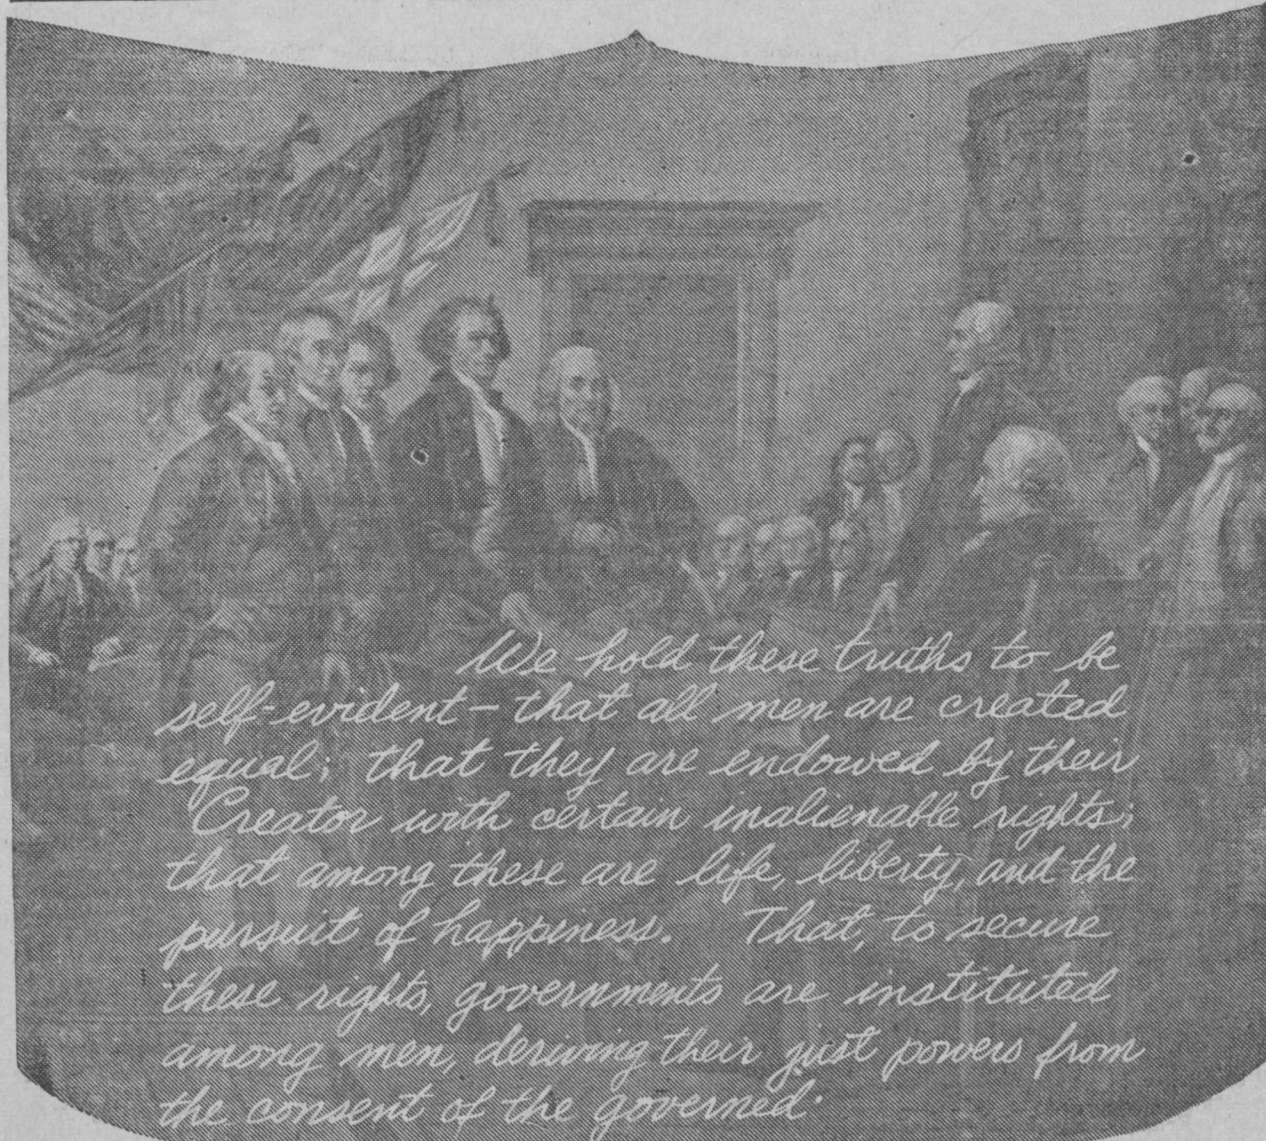 We hold these truths to be
self-evident - that all men are created
equal; that they are endowed by their
Creator with certain inalienable rights;
that among these are life, liberty, and the
pursuit of happiness. That, to secure
these rights, governments are instituted
among men, deriving their just powers from
the consent of the governed.